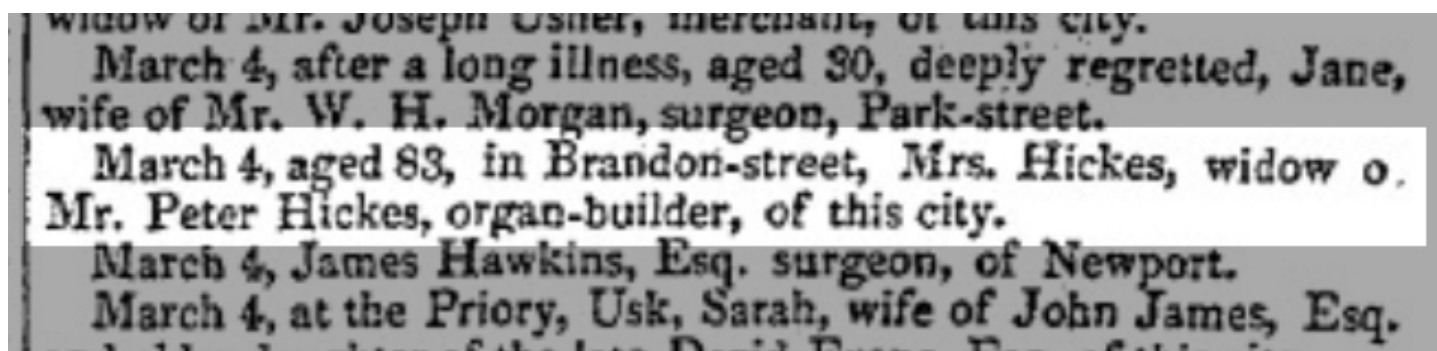 widow of Mr. Joseph Usher, merchant, of this city.
March 4, after a long illness, aged 30, deeply regretted, Jane,
wife of Mr. W. H. Morgan, surgeon, Park-street.
March 4, aged 83, in Brandon-street, Mrs. Hickes, widow o
Mr. Peter Hickes, organ-builder, of this city.
March 4, James Hawkins, Esq. surgeon, of Newport.
March 4, at the Priory, Usk, Sarah, wife of John James, Esq.